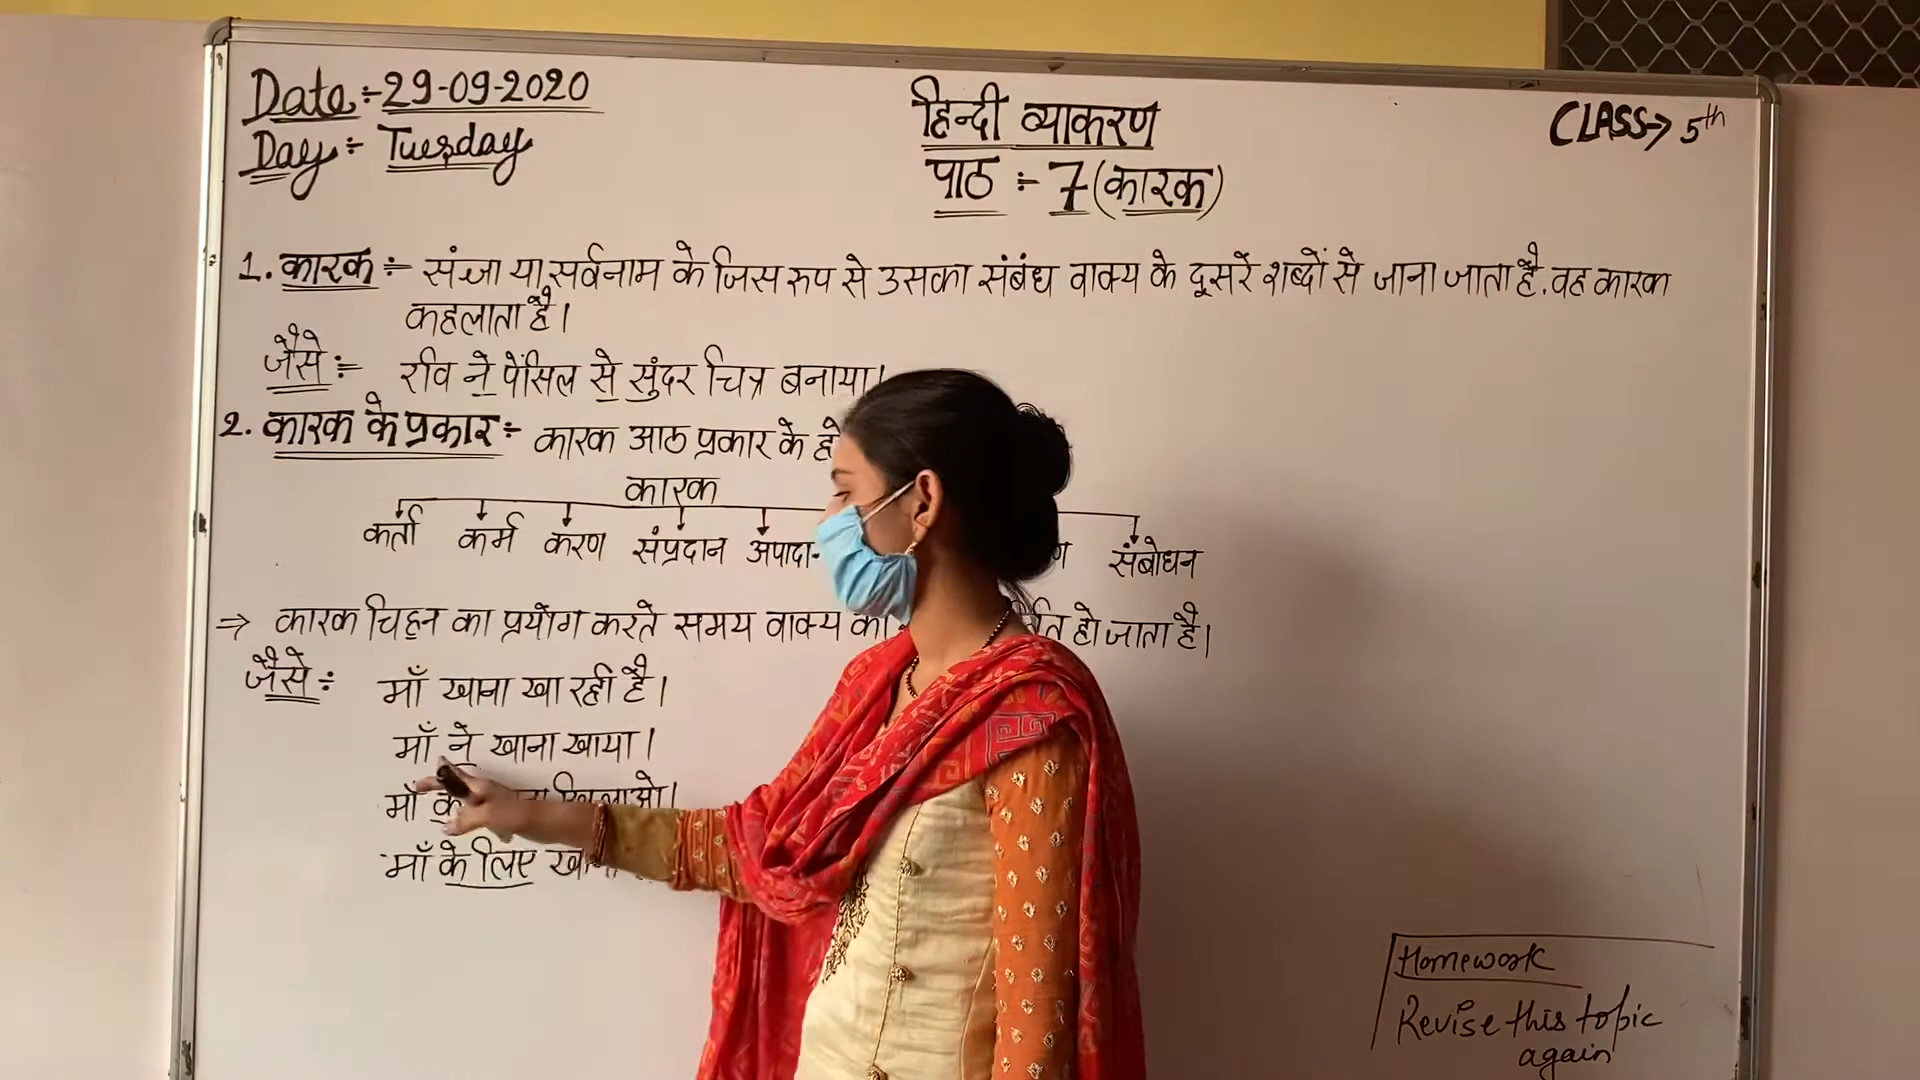 Date:-29-09-2020
Day:- Tuesday
हिन्दी व्याकरण
पाठ :- 7 (कारक)
CLASS→ 5th
1. कारक :- संज्ञा या सर्वनाम के जिस रुप से उसका संबंध वाक्य के दूसरे शब्दों से जाना जाता है, वह कारक
कहलाता है।
जैसे :- रवि ने पेंसिल से सुंदर चित्र बनाया।
2. कारक के प्रकार :- कारक आठ प्रकार के
कारक
कर्ता कर्म करण संप्रदान संबोधन
⇒ कारक चिह्न का प्रयोग करते समय वाक्य का हो जाता है।
जैसे :- माँ खाना खा रही है।
माँ ने खाना खाया।
माँ खिलाओ।
माँ के लिए
Homework
Revise this topic
again